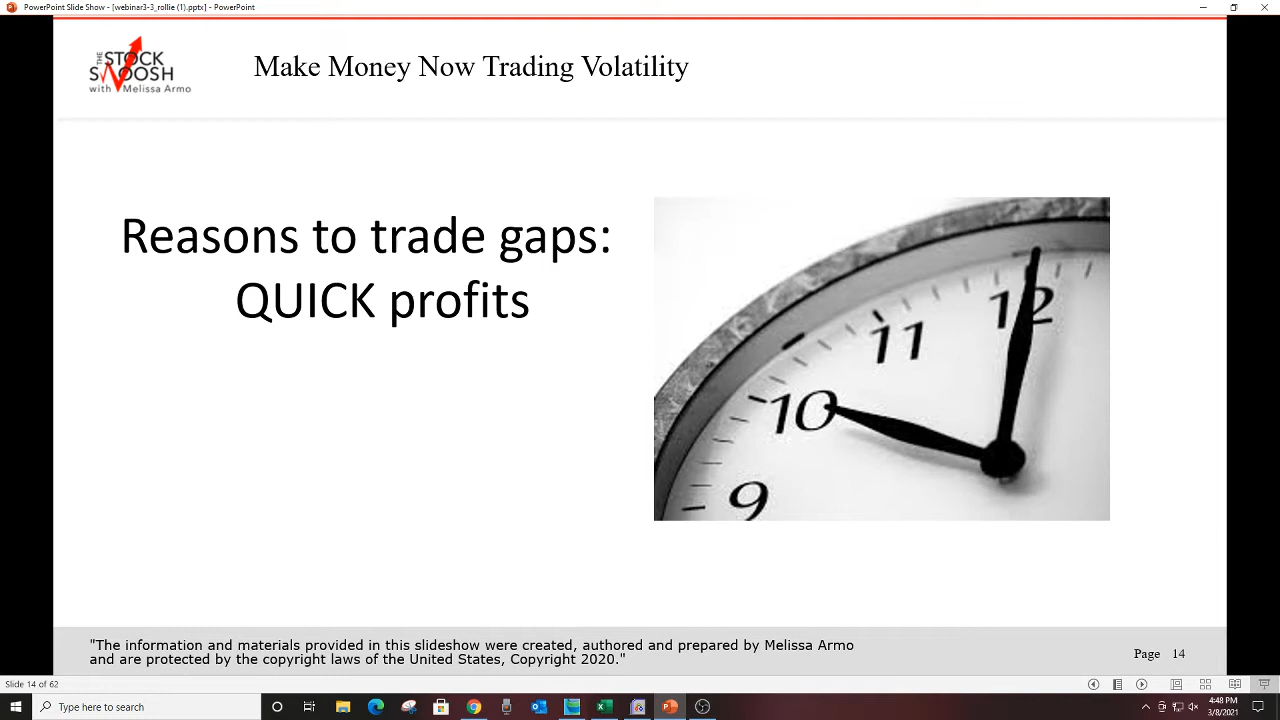 PowerPoint Slide Show - [webinar3-3_rollie (1).pptx] - PowerPoint
THE
STOCK
SWOOSH
with Melissa Armo
Make Money Now Trading Volatility
Reasons to trade gaps:
QUICK profits
12
11
10
9
"The information and materials provided in this slideshow were created, authored and prepared by Melissa Armo
and are protected by the copyright laws of the United States, Copyright 2020."
Page 14
Slide 14 of 62
Type here to search
4:48 PM
3/8/2021